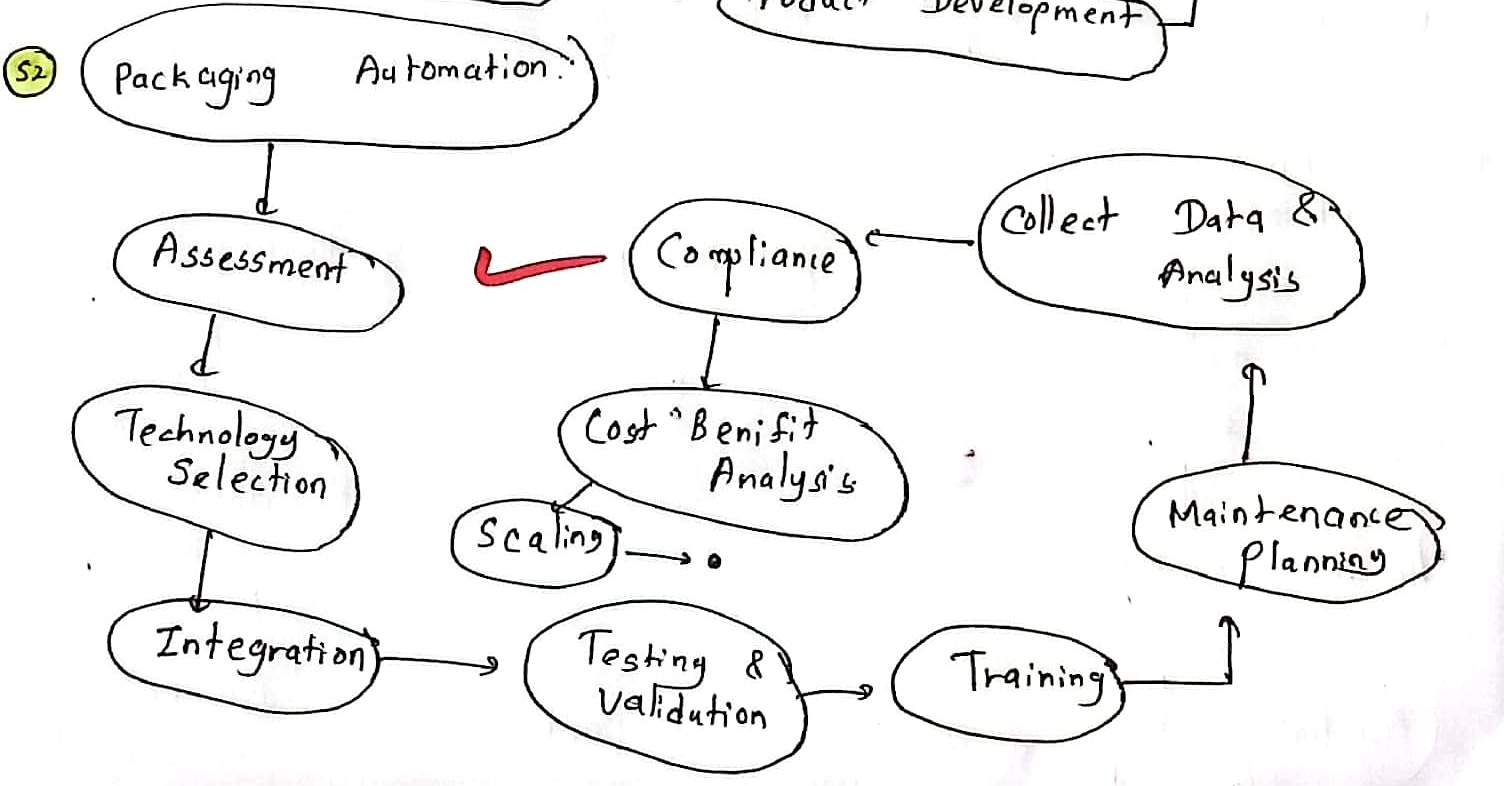 Product Development
S2
Packaging Automation
Assessment
Technology
Selection
Integration
Testing &
Validation
Training
Maintenance
Planning
Collect Data &
Analysis
Compliance
Cost Benifit
Analysis
Scaling